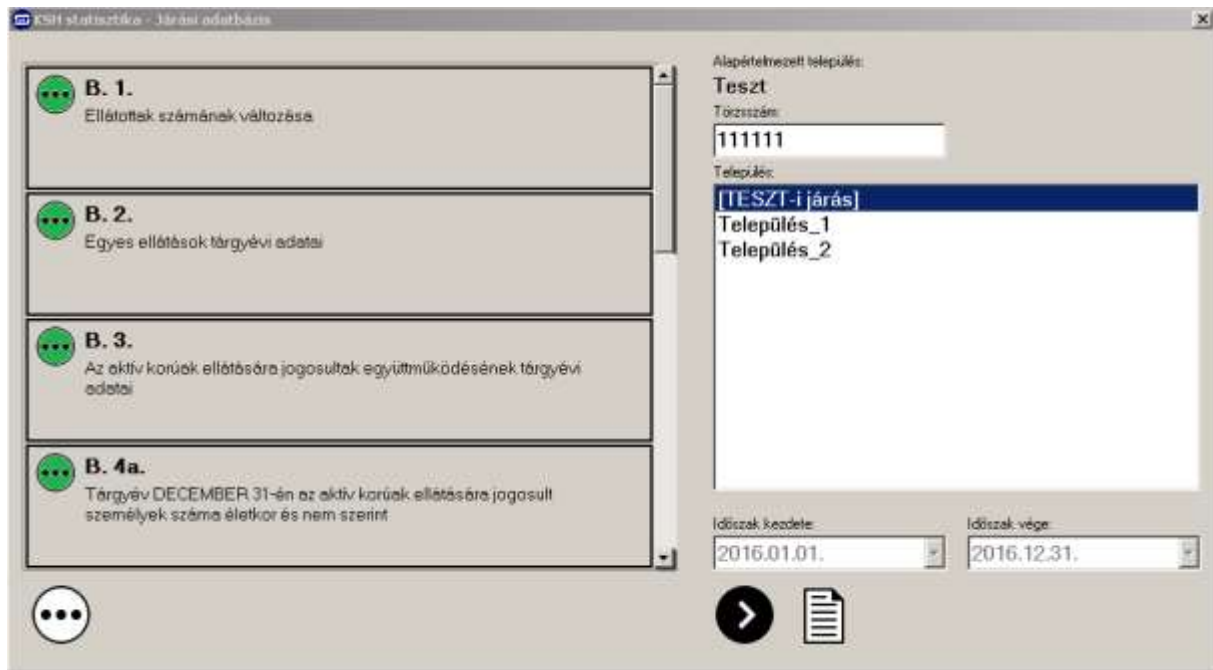 KSH statisztika - Járási adatbázis
B. 1.
Ellátottak számának változása
B. 2.
Egyes ellátások tárgyévi adatai
B. 3.
Az aktív korúak ellátására jogosultak együttműködésének tárgyévi
adatai
B. 4a.
Tárgyév DECEMBER 31-én az aktív korúak ellátására jogosult
személyek száma életkor és nem szerint
Alapértelmezett település:
Teszt
Törzsszám:
111111
Település:
[TESZT-i járás]
Település_1
Település_2
Időszak kezdete:
Időszak vége:
2016.01.01.
2016.12.31.